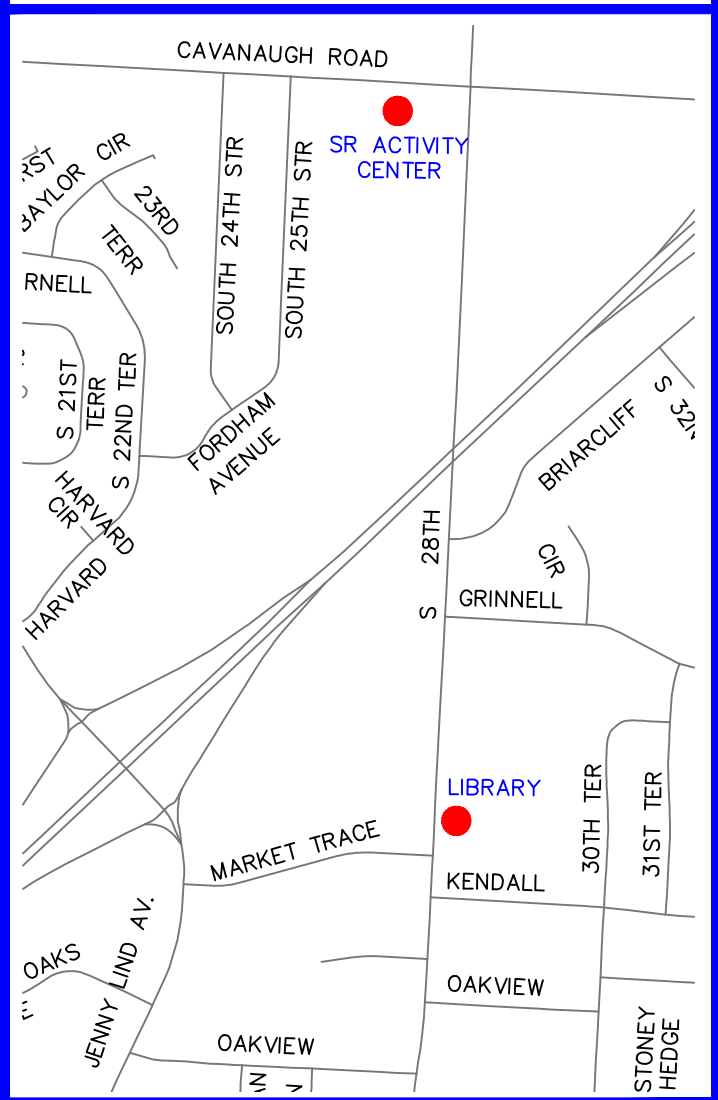 CAVANAUGH ROAD
SR ACTIVITY
CENTER
BAYLOR CIR
23RD
TERR
SOUTH 24TH STR
SOUTH 25TH STR
RNELL
S 21ST
TERR
S 22ND TER
FORDHAM
AVENUE
HARVARD
CIR
HARVARD
BRIARCLIFF
S 28TH
CIR
GRINNELL
LIBRARY
30TH TER
31ST TER
MARKET TRACE
KENDALL
OAKS
JENNY LIND AV.
OAKVIEW
OAKVIEW
STONEY
HEDGE